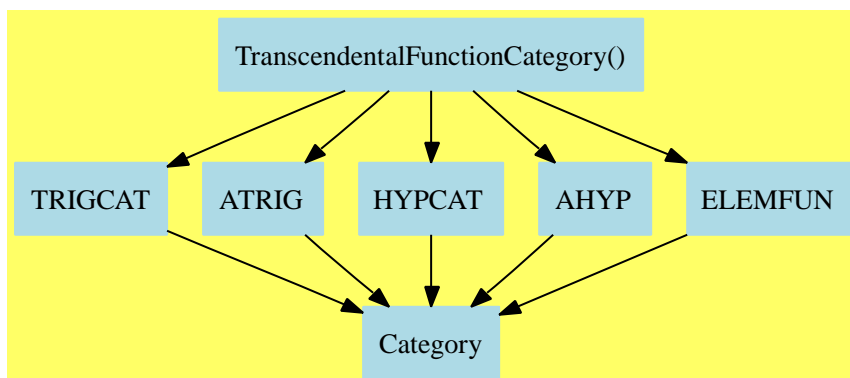 TranscendentalFunctionCategory()
TRIGCAT
ATRIG
HYPCAT
AHYP
ELEMFUN
Category